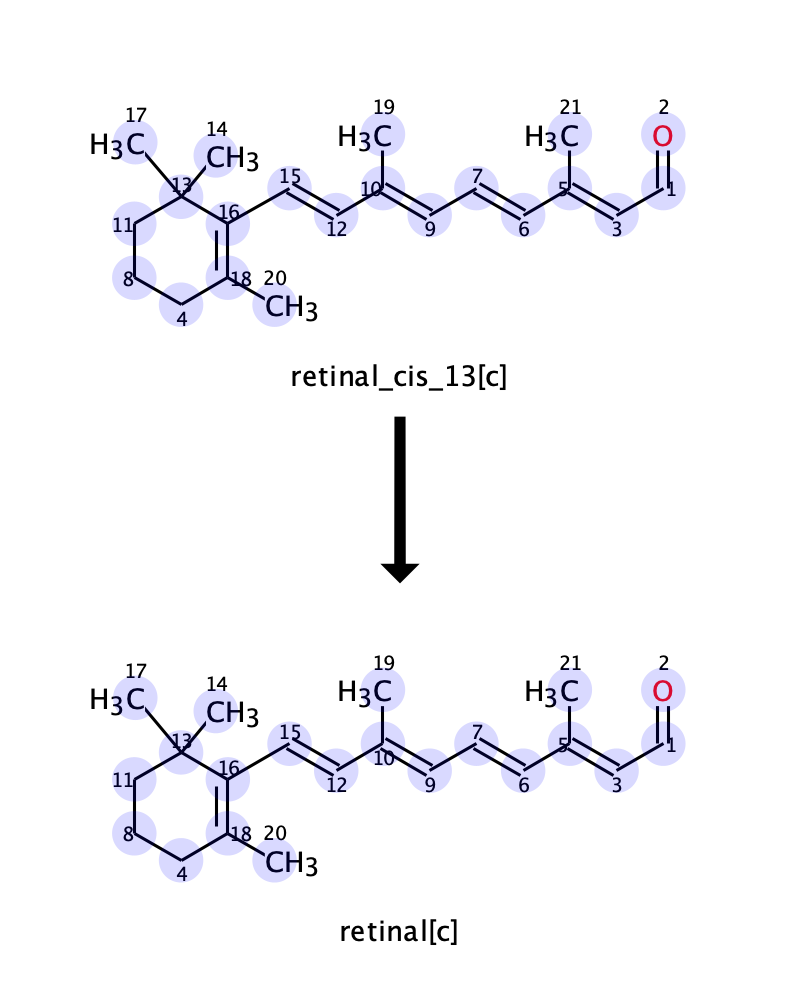 19 21 2
17
14 H3C H3C O
H3C CH3
13 15 10 7 5 1
16
11 12 9 6 3
8 18 20
4 CH3
retinal_cis_13[c]
19 21 2
17
14 H3C H3C O
H3C CH3
13 15 7 5 1
16 10
11 12 9 6 3
8 18 20
4 CH3
retinal[c]